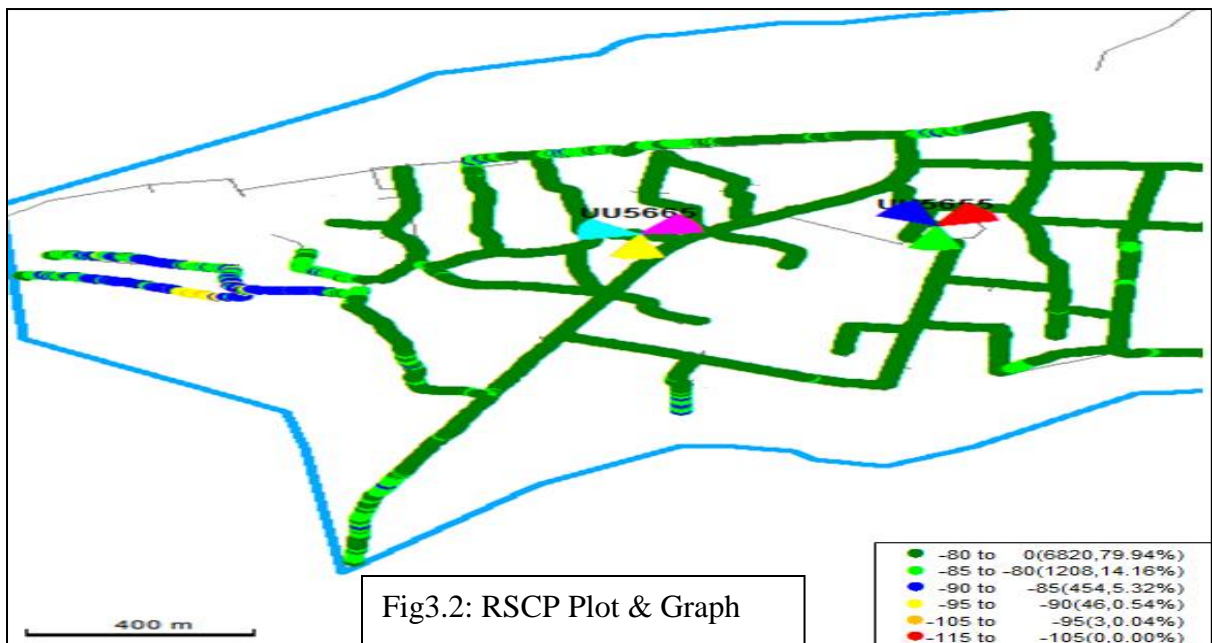 UU5665
UU5655
-80 to 0(6820,79.94%)
-85 to -80(1208,14.16%)
-90 to -85(454,5.32%)
-95 to -90(46,0.54%)
-105 to -95(3,0.04%)
-115 to -105(0,0.00%)
Fig3.2: RSCP Plot & Graph
400 m